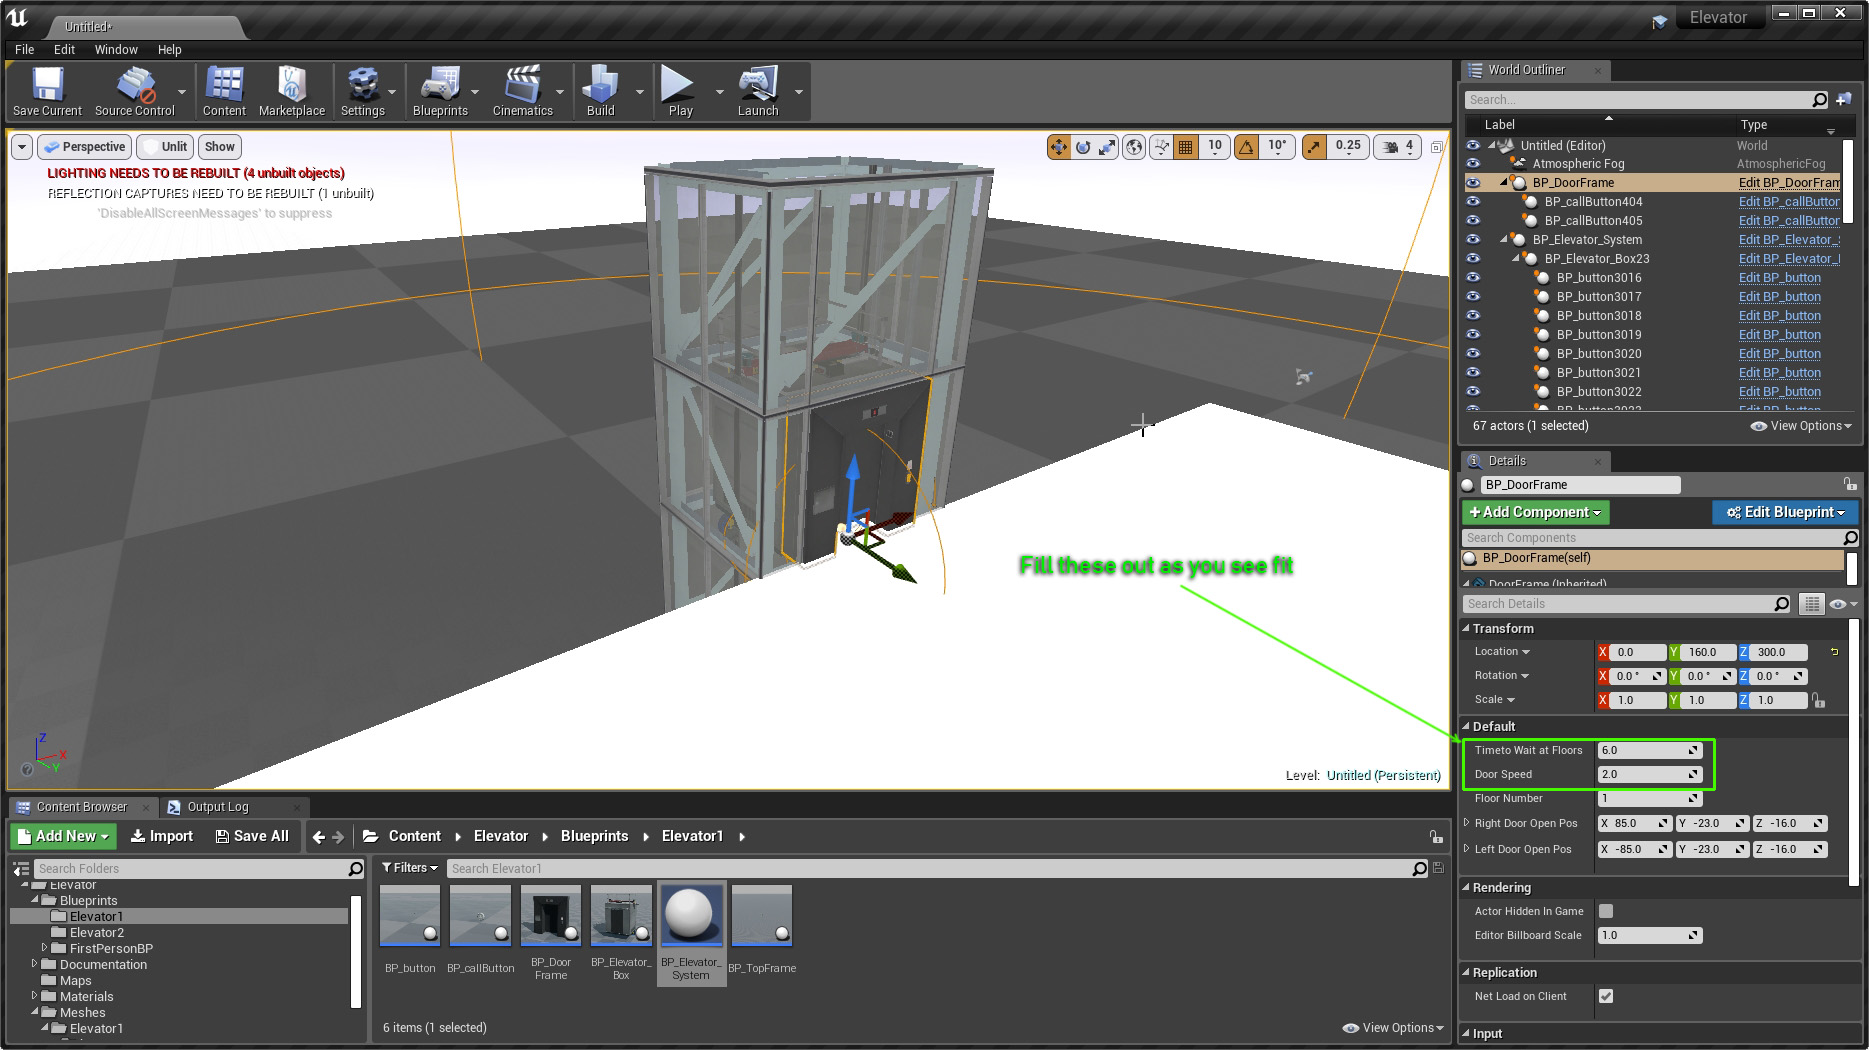 Untitled*
Elevator
File Edit Window Help
Save Current Source Control Content Marketplace Settings Blueprints Cinematics Build Play Launch
Perspective Unlit Show
10 10° 0.25 4
LIGHTING NEEDS TO BE REBUILT (4 unbuilt objects)
REFLECTION CAPTURES NEED TO BE REBUILT (1 unbuilt)
'DisableAllScreenMessages' to suppress
Fill these out as you see fit
Z
X
Y
Level: Untitled (Persistent)
World Outliner
Search...
Label Type
Untitled (Editor) World
Atmospheric Fog AtmosphericFog
BP_DoorFrame Edit BP_DoorFram
BP_callButton404 Edit BP_callButtor
BP_callButton405 Edit BP_callButtor
BP_Elevator_System Edit BP_Elevator_
BP_Elevator_Box23 Edit BP_Elevator_
BP_button3016 Edit BP_button
BP_button3017 Edit BP_button
BP_button3018 Edit BP_button
BP_button3019 Edit BP_button
BP_button3020 Edit BP_button
BP_button3021 Edit BP_button
BP_button3022 Edit BP_button
67 actors (1 selected) View Options
Details
BP_DoorFrame
+Add Component Edit Blueprint
Search Components
BP_DoorFrame(self)
DoorFrame (Inherited)
Search Details
Transform
Location X 0.0 Y 160.0 Z 300.0
Rotation X 0.0 ° Y 0.0 ° Z 0.0 °
Scale X 1.0 Y 1.0 Z 1.0
Default
Timeto Wait at Floors 6.0
Door Speed 2.0
Floor Number 1
Right Door Open Pos X 85.0 Y -23.0 Z -16.0
Left Door Open Pos X -85.0 Y -23.0 Z -16.0
Rendering
Actor Hidden In Game
Editor Billboard Scale 1.0
Replication
Net Load on Client
Input
Content Browser Output Log
Add New Import Save All Content Elevator Blueprints Elevator1
Search Folders
Elevator
Blueprints
Elevator1
Elevator2
FirstPersonBP
Documentation
Maps
Materials
Meshes
Elevator1
Filters Search Elevator1
BP_button BP_callButton BP_Door Frame BP_Elevator_ Box BP_Elevator_ System BP_TopFrame
6 items (1 selected) View Options